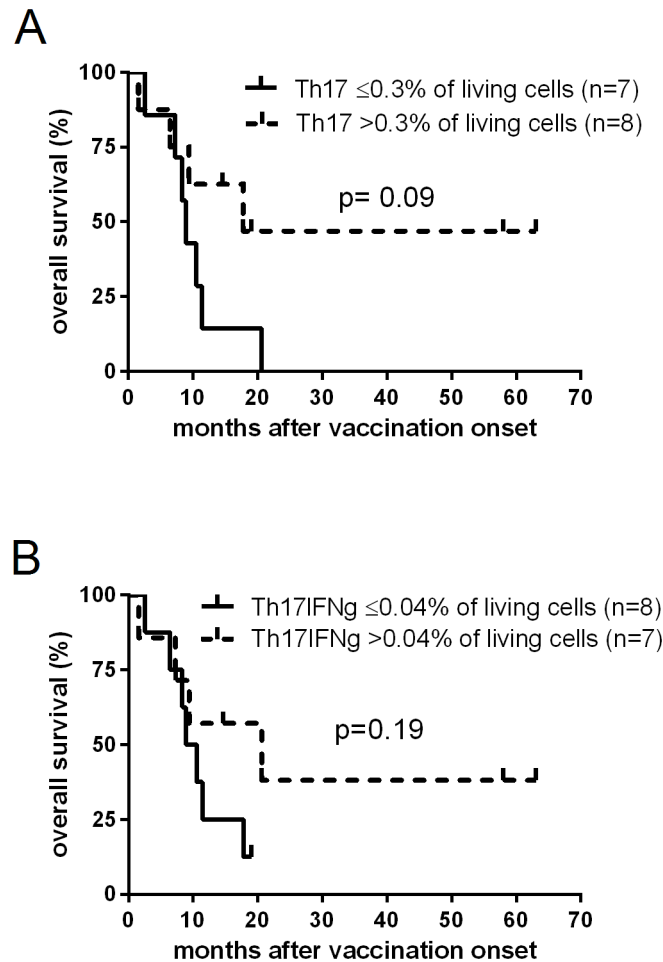 A
100
75
50
25
0
overall survival (%)
Th17 ≤0.3% of living cells (n=7)
Th17 >0.3% of living cells (n=8)
p= 0.09
0 10 20 30 40 50 60 70
months after vaccination onset
B
100
75
50
25
0
overall survival (%)
Th17IFNg ≤0.04% of living cells (n=8)
Th17IFNg >0.04% of living cells (n=7)
p=0.19
0 10 20 30 40 50 60 70
months after vaccination onset